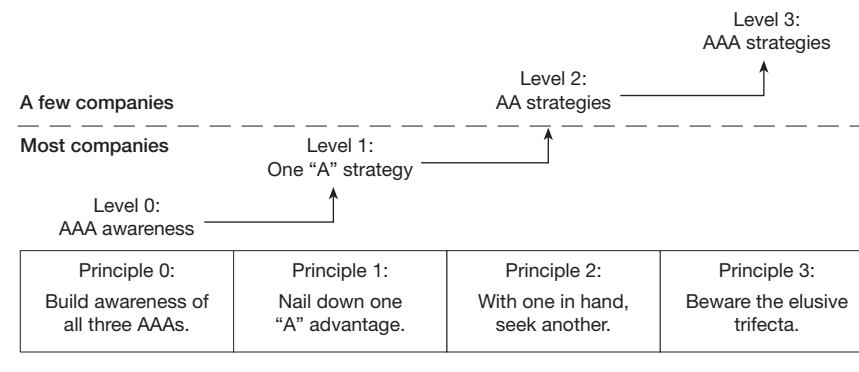 Level 3:
AAA strategies
Level 2:
AA strategies
A few companies
Most companies
Level 1:
One “A” strategy
Level 0:
AAA awareness
Principle 0:
Build awareness of
all three AAAs.
Principle 1:
Nail down one
“A” advantage.
Principle 2:
With one in hand,
seek another.
Principle 3:
Beware the elusive
trifecta.